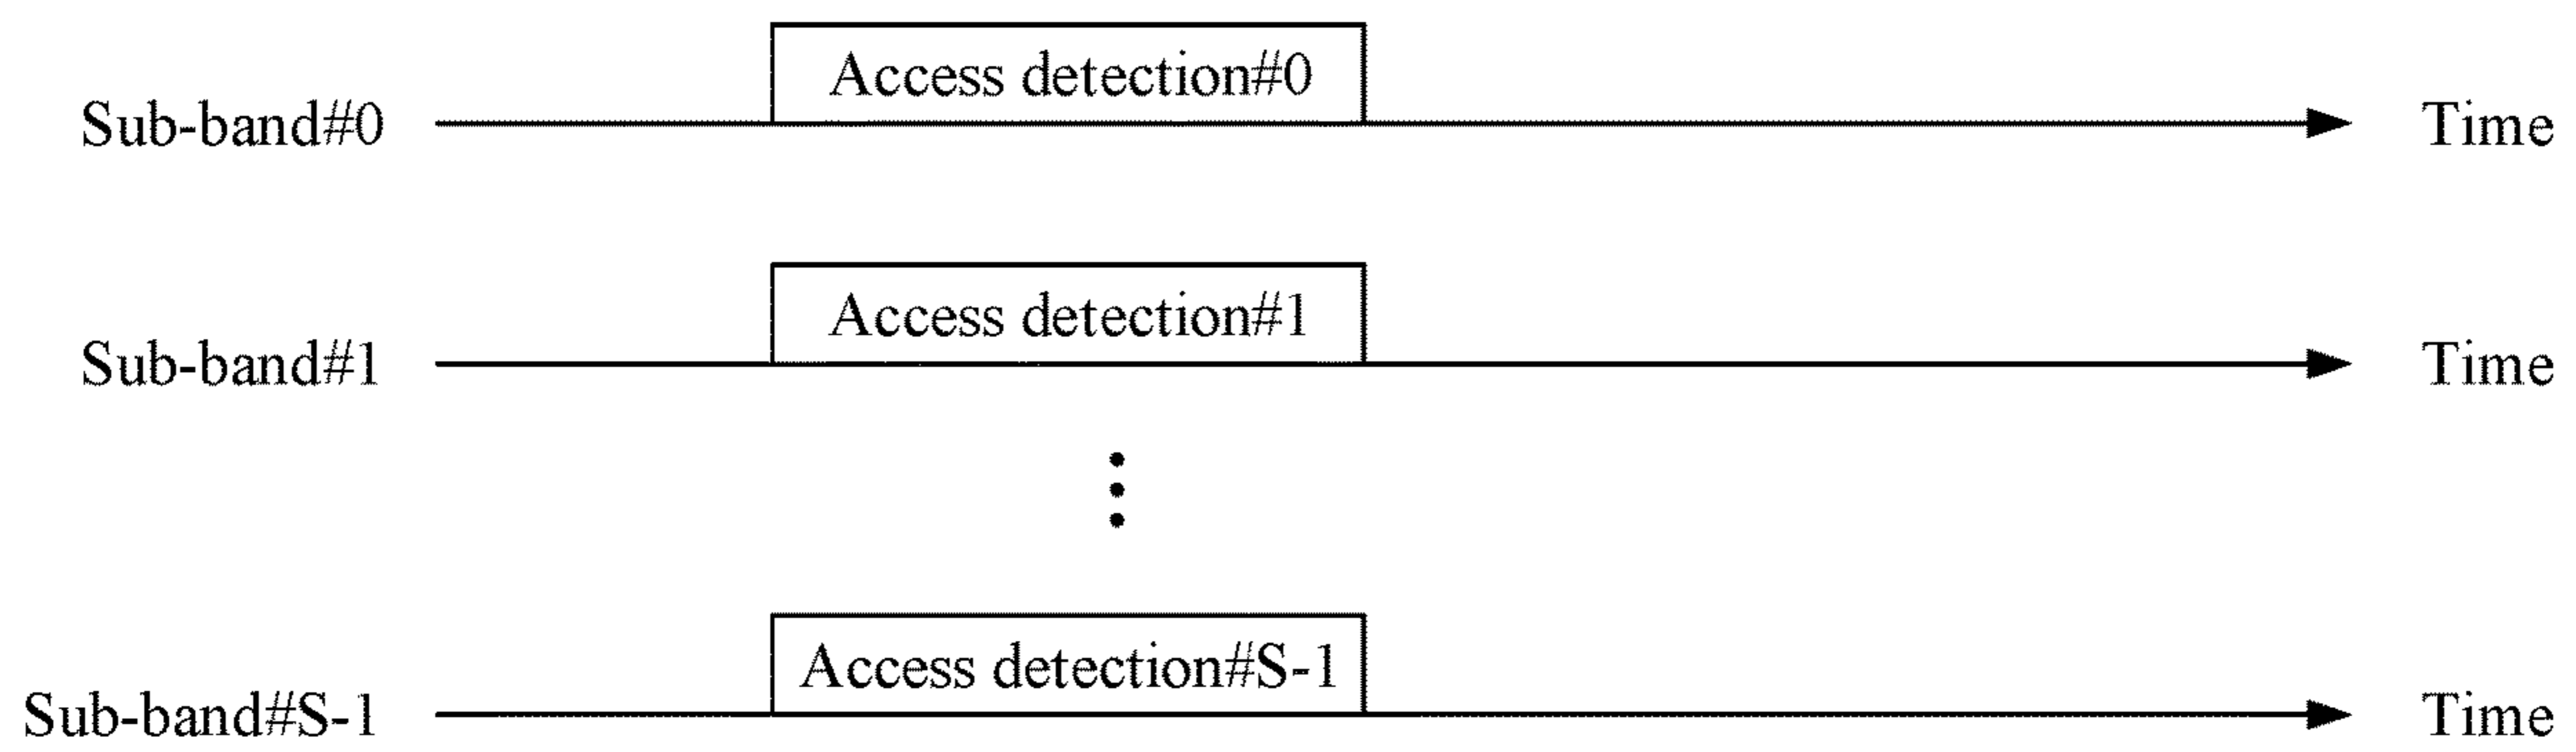 Access detection#0
Sub-band#0
Time
Access detection#1
Sub-band#1
Time
Access detection#S-1
Sub-band#S-1
Time